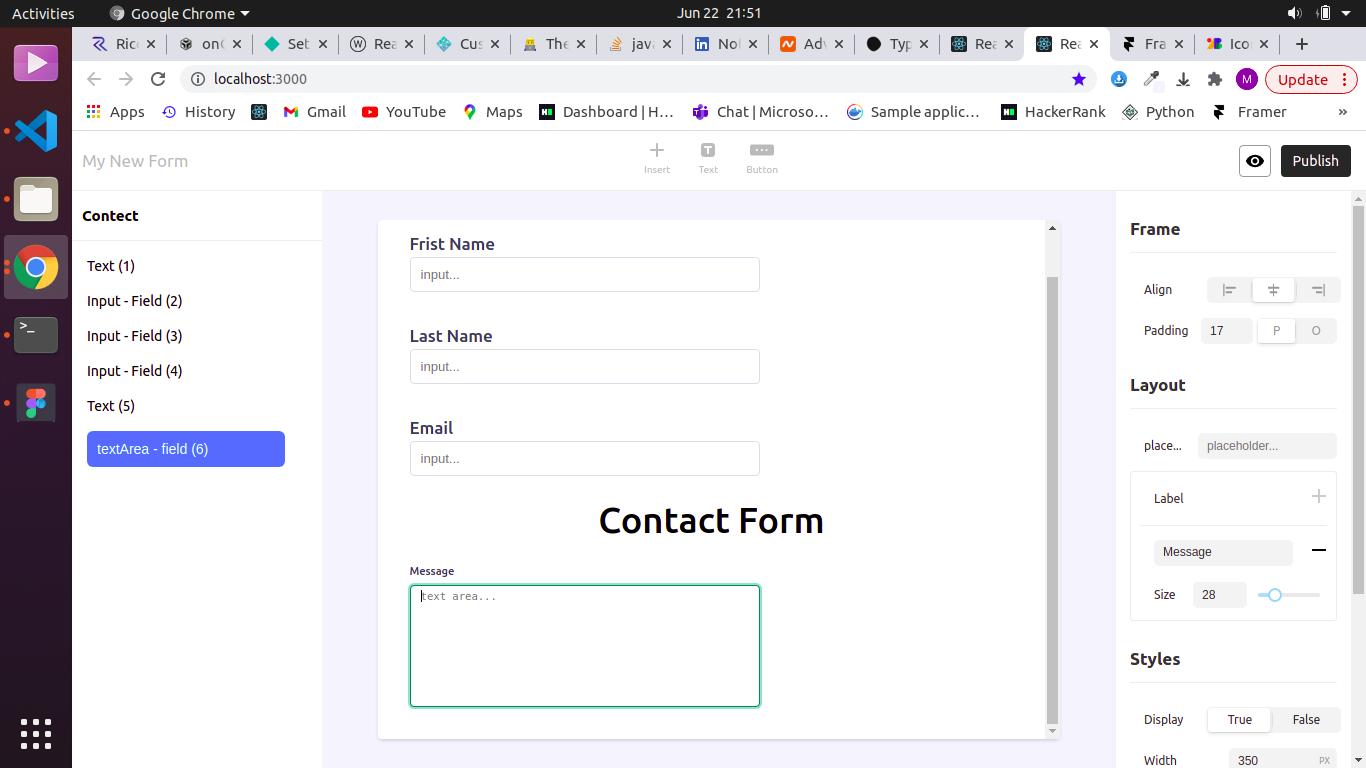 Activities Google Chrome Jun 22 21:51
Rico onC Set Rea Cus The java in Nol Adv Typ Rea Rea Fra Ico
localhost:3000 M Update
Apps History Gmail YouTube Maps Dashboard | H... Chat | Microso... Sample applic... HackerRank Python Framer »
My New Form Insert Text Button Publish
Contect
Text (1)
Input - Field (2)
Input - Field (3)
Input - Field (4)
Text (5)
textArea - field (6)
Frist Name
input...
Last Name
input...
Email
input...
Contact Form
Message
text area...
Frame
Align
Padding 17 P O
Layout
place... placeholder...
Label
Message
Size 28
Styles
Display True False
Width 350 PX